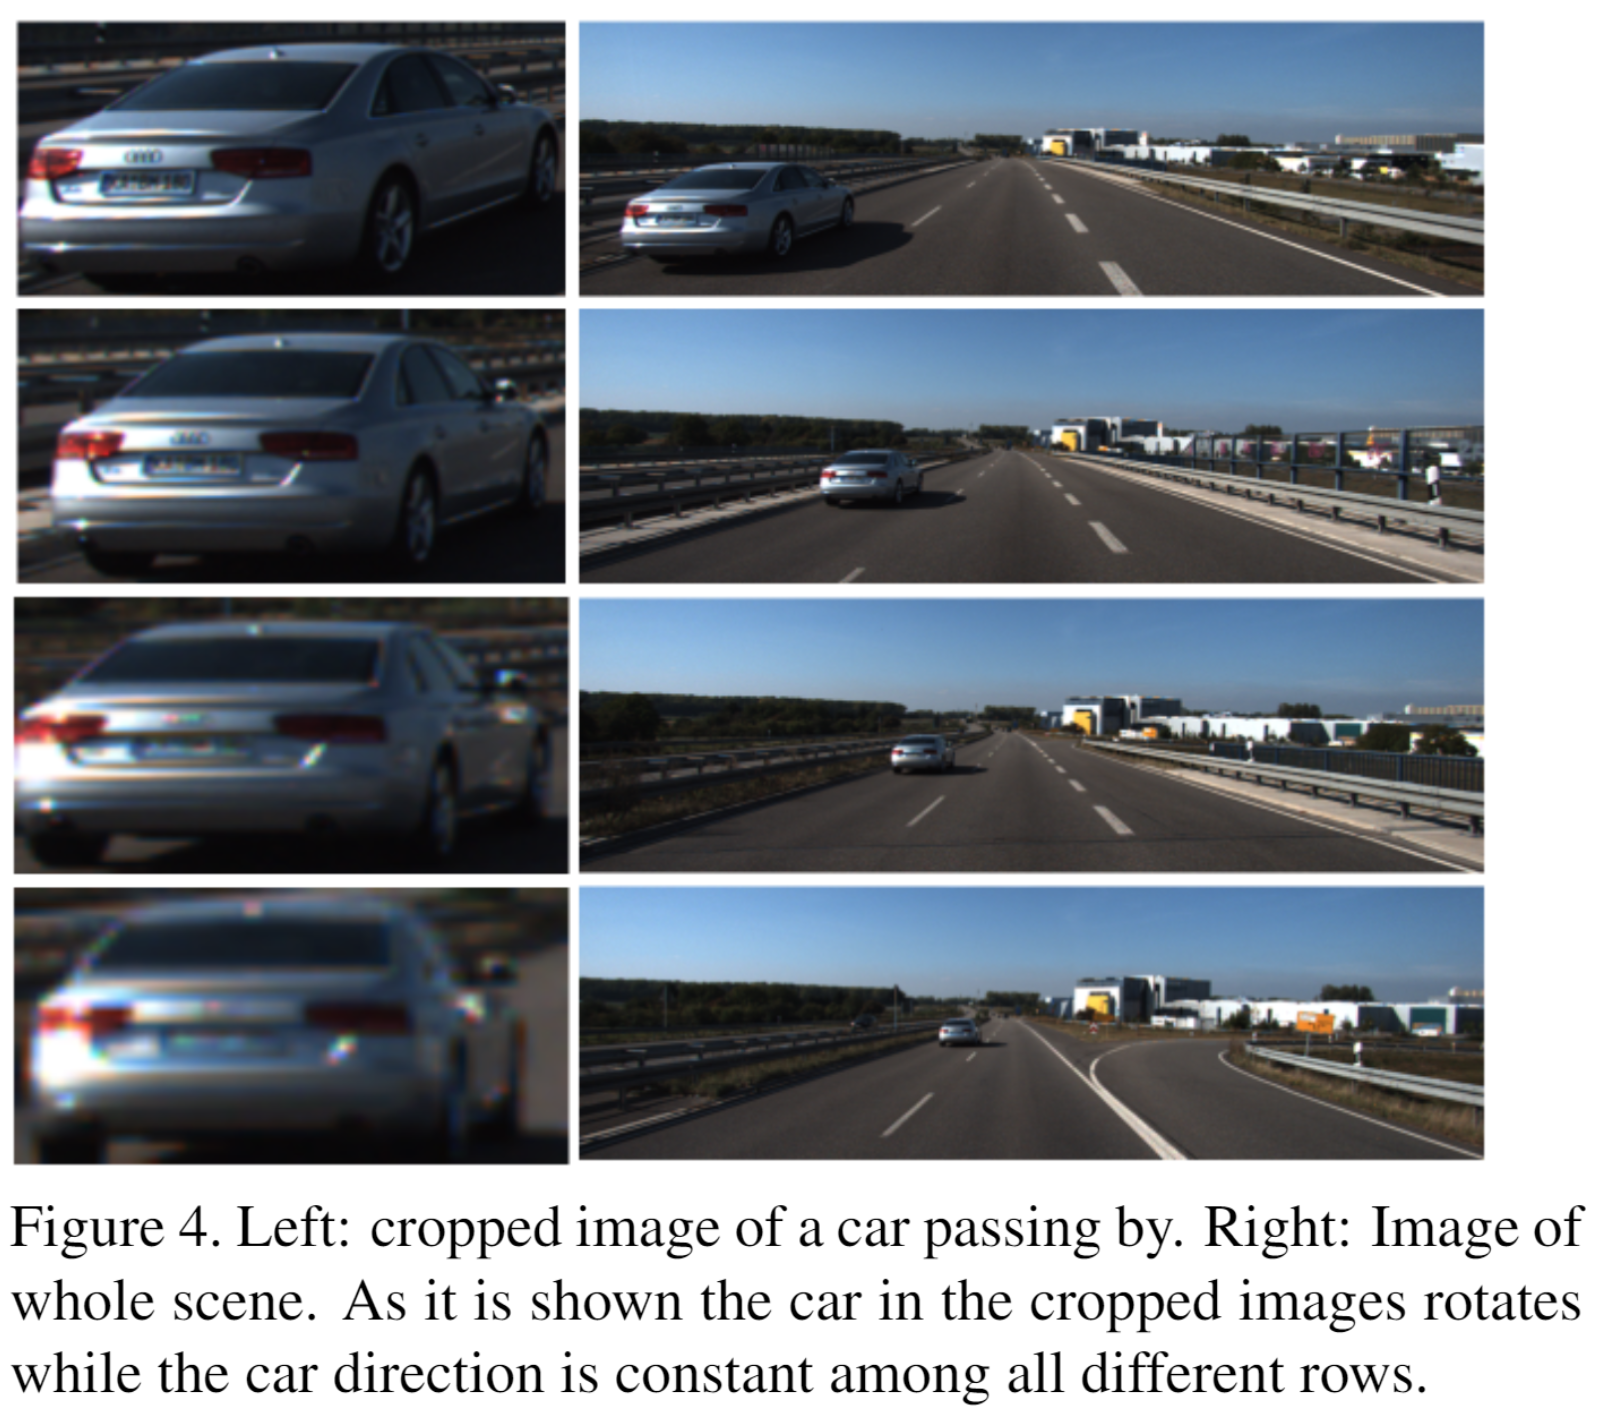 Figure 4. Left: cropped image of a car passing by. Right: Image of
whole scene. As it is shown the car in the cropped images rotates
while the car direction is constant among all different rows.